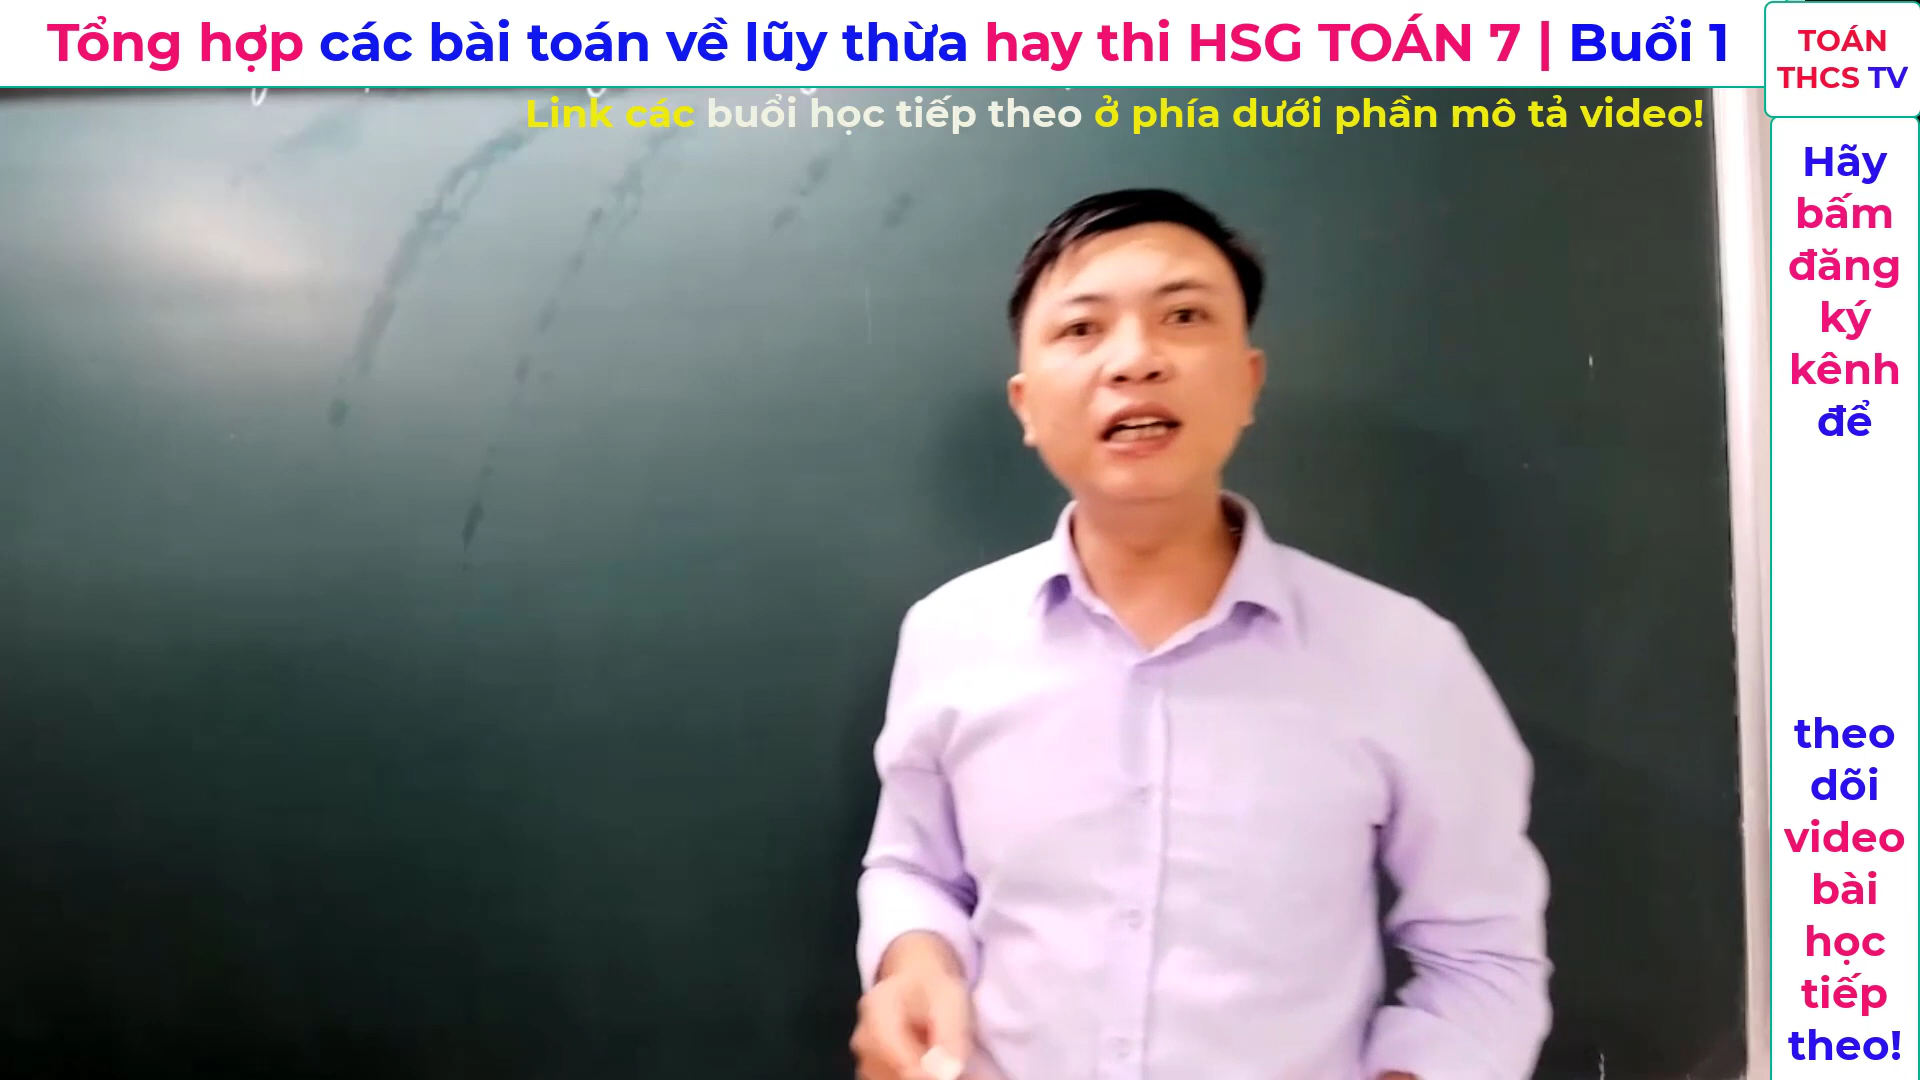 Tổng hợp các bài toán về lũy thừa hay thi HSG TOÁN 7 | Buổi 1
TOÁN
THCS TV
Link các buổi học tiếp theo ở phía dưới phần mô tả video!
Hãy
bấm
đăng
ký
kênh
để
theo
dõi
video
bài
học
tiếp
theo!